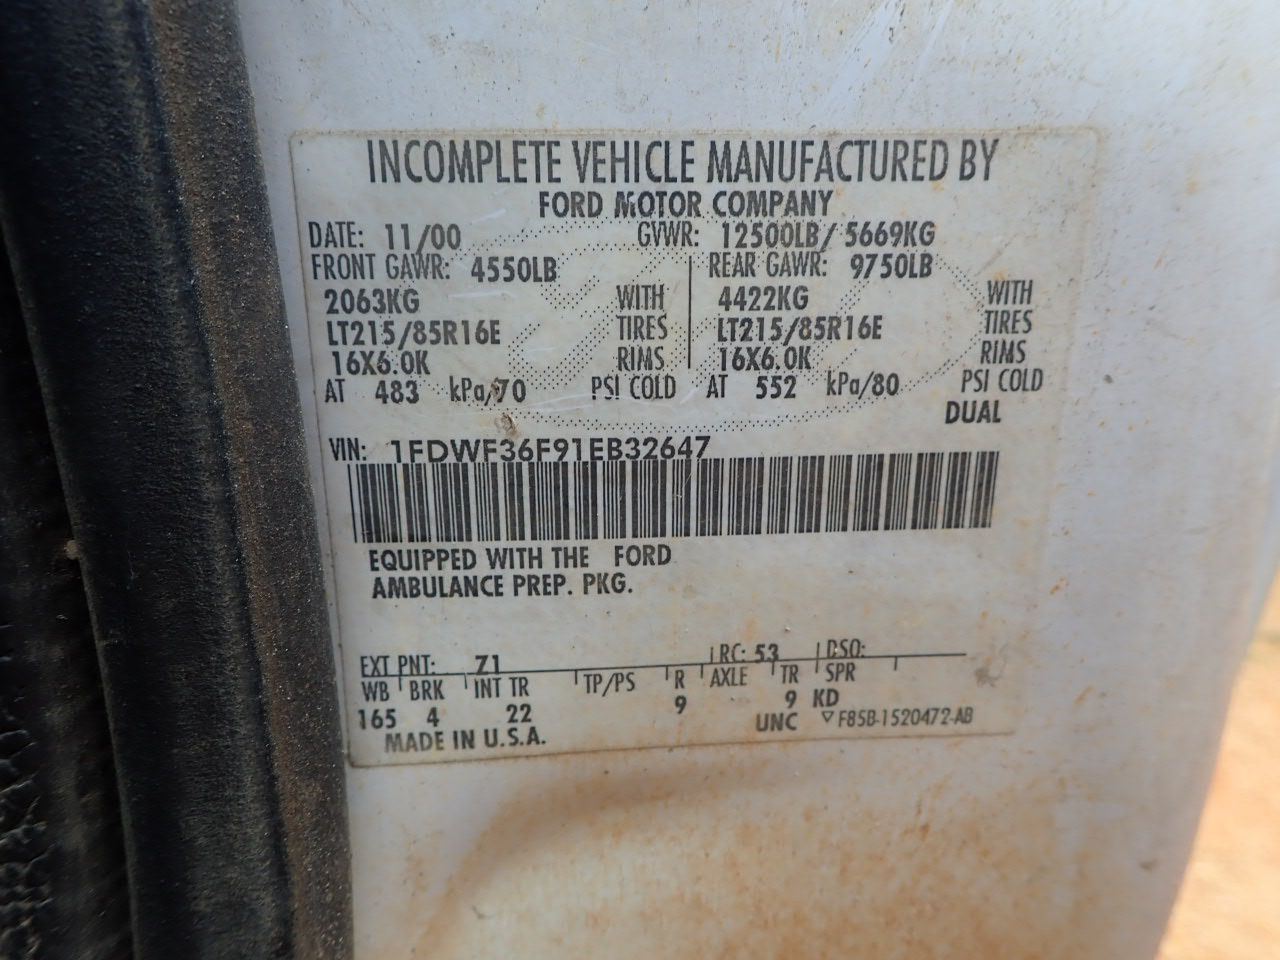 INCOMPLETE VEHICLE MANUFACTURED BY
FORD MOTOR COMPANY
DATE: 11/00 GVWR: 12500LB/ 5669KG
FRONT GAWR: 4550LB REAR GAWR: 9750LB
2063KG WITH 4422KG WITH
LT215/85R16E TIRES LT215/85R16E TIRES
16X6.0K RIMS 16X6.0K RIMS
AT 483 kPa/70 PSI COLD AT 552 kPa/80 PSI COLD
DUAL
VIN: 1FDWF36F91EB32647
EQUIPPED WITH THE FORD
AMBULANCE PREP. PKG.
EXT PNT: Z1 RC: 53 DSO:
WB BRK INT TR TP/PS R AXLE TR SPR
165 4 22 9 9 KD
MADE IN U.S.A. UNC ▽ F85B-1520472-AB